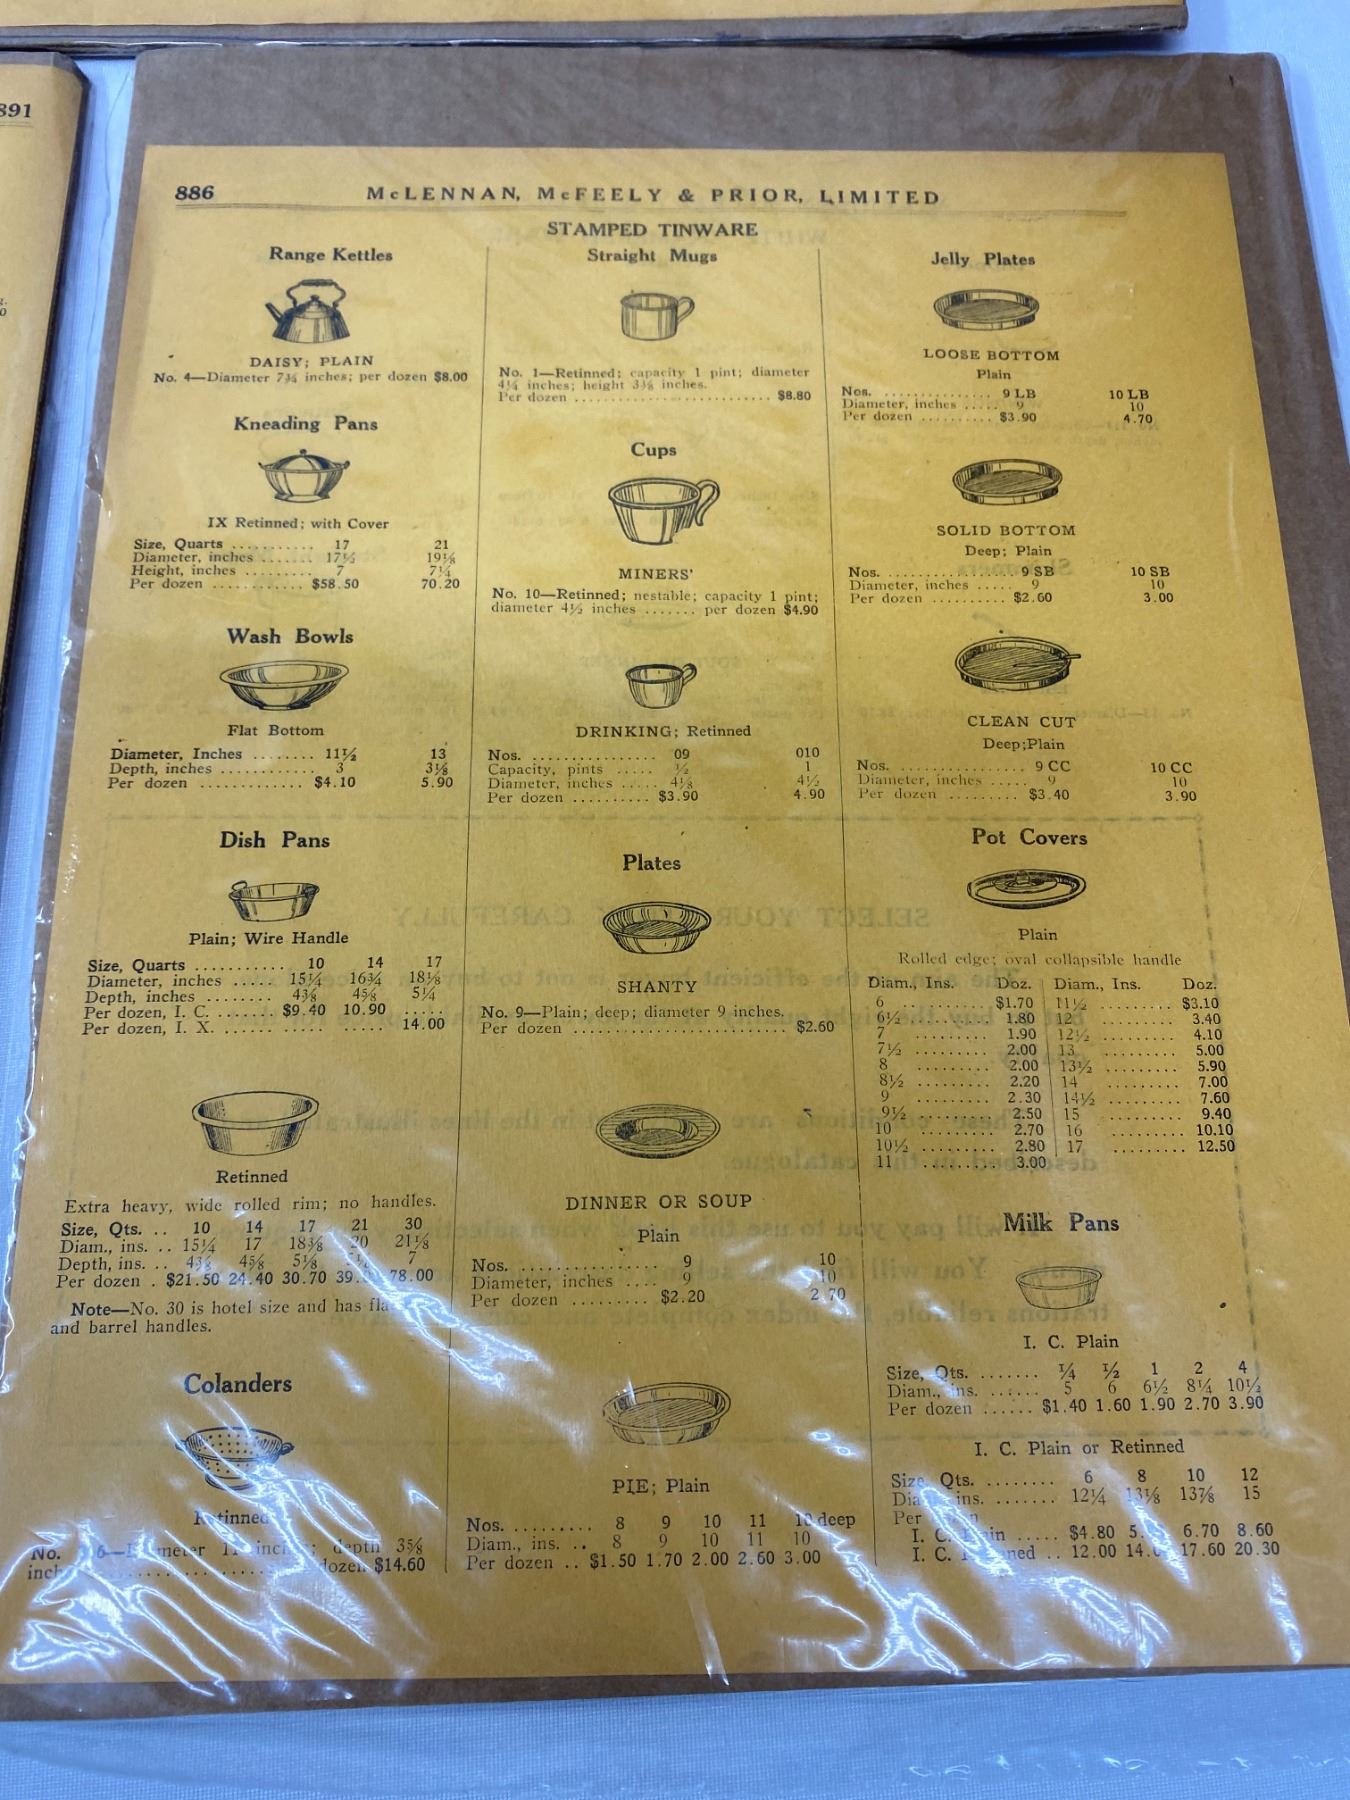 891
886 McLENNAN, McFEELY & PRIOR, LIMITED
STAMPED TINWARE
Range Kettles
DAISY; PLAIN
No. 4—Diameter 7¾ inches; per dozen $8.00
Kneading Pans
IX Retinned; with Cover
Size, Quarts ........... 17 21
Diameter, inches ....... 17½ 19⅛
Height, inches ......... 7 7¼
Per dozen ............ $58.50 70.20
Wash Bowls
Flat Bottom
Diameter, Inches ........ 11½ 13
Depth, inches ........... 3 3⅛
Per dozen ............. $4.10 5.90
Dish Pans
Plain; Wire Handle
Size, Quarts ........... 10 14 17
Diameter, inches ..... 15¼ 16¾ 18⅛
Depth, inches ........ 4⅜ 4⅝ 5¼
Per dozen, I. C. ....... $9.40 10.90 .....
Per dozen, I. X. ...... ..... ..... 14.00
Retinned
Extra heavy, wide rolled rim; no handles.
Size, Qts. .. 10 14 17 21 30
Diam., ins. .. 15¼ 17 18⅜ 20 21⅛
Depth, ins. .. 4⅜ 4⅝ 5⅛ 7
Per dozen . $21.50 24.40 30.70 78.00
Note—No. 30 is hotel size and has
and barrel handles.
Colanders
Retinned
No. inches; depth 3⅝
dozen $14.60
Straight Mugs
No. 1—Retinned; capacity 1 pint; diameter
4¼ inches; height 3⅛ inches.
Per dozen ........................... $8.80
Cups
MINERS'
No. 10—Retinned; nestable; capacity 1 pint;
diameter 4½ inches ....... per dozen $4.90
DRINKING; Retinned
Nos. ................ 09 010
Capacity, pints ..... ½ 1
Diameter, inches ..... 4⅛ 4½
Per dozen .......... $3.90 4.90
Plates
SHANTY
No. 9—Plain; deep; diameter 9 inches.
Per dozen ............................ $2.60
DINNER OR SOUP
Plain
Nos. ................ 9 10
Diameter, inches .... 9 10
Per dozen ......... $2.20 2.70
PIE; Plain
Nos. .......... 8 9 10 11 10 deep
Diam., ins. .. 8 9 10 11 10
Per dozen .. $1.50 1.70 2.00 2.60 3.00
Jelly Plates
LOOSE BOTTOM
Plain
Nos. ............... 9 LB 10 LB
Diameter, inches ..... 9 10
Per dozen .......... $3.90 4.70
SOLID BOTTOM
Deep; Plain
Nos. ................ 9 SB 10 SB
Diameter, inches ..... 9 10
Per dozen .......... $2.60 3.00
CLEAN CUT
Deep;Plain
Nos. ................ 9 CC 10 CC
Diameter, inches ..... 9 10
Per dozen ......... $3.40 3.90
Pot Covers
Plain
Rolled edge; oval collapsible handle
Diam., Ins. Doz. Diam., Ins. Doz.
6 ......... $1.70 11½ ......... $3.10
6½ ......... 1.80 12 ......... 3.40
7 ......... 1.90 12½ ......... 4.10
7½ ......... 2.00 13 ......... 5.00
8 ......... 2.00 13½ ......... 5.90
8½ ......... 2.20 14 ......... 7.00
9 ......... 2.30 14½ ......... 7.60
9½ ......... 2.50 15 ......... 9.40
10 ......... 2.70 16 ......... 10.10
10½ ......... 2.80 17 ......... 12.50
11 ......... 3.00
Milk Pans
I. C. Plain
Size, Qts. ....... ¼ ½ 1 2 4
Diam., ins. ...... 5 6 6½ 8¼ 10½
Per dozen ...... $1.40 1.60 1.90 2.70 3.90
I. C. Plain or Retinned
Size, Qts. ........ 6 8 10 12
Diam., ins. ....... 12¼ 13⅛ 13⅞ 15
Per dozen
I. C. Plain ..... $4.80 6.70 8.60
I. C. Retinned .. 12.00 17.60 20.30